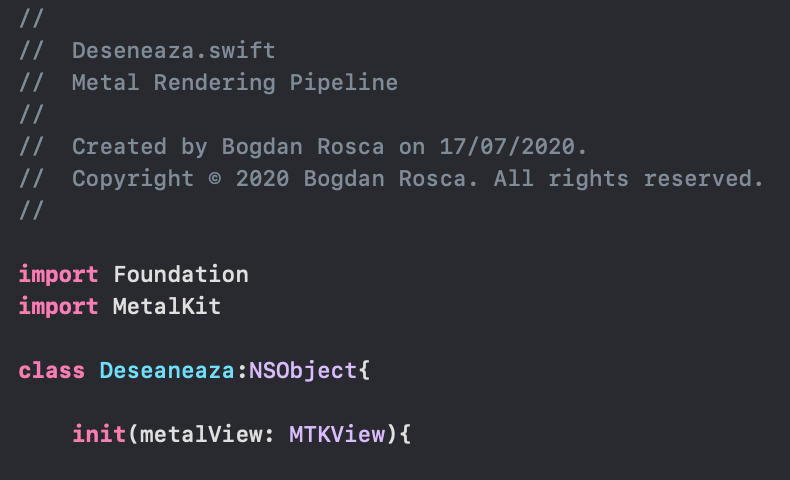 //
//  Deseneaza.swift
//  Metal Rendering Pipeline
//
//  Created by Bogdan Rosca on 17/07/2020.
//  Copyright © 2020 Bogdan Rosca. All rights reserved.
//
import Foundation
import MetalKit
class Deseaneaza:NSObject{
    init(metalView: MTKView){